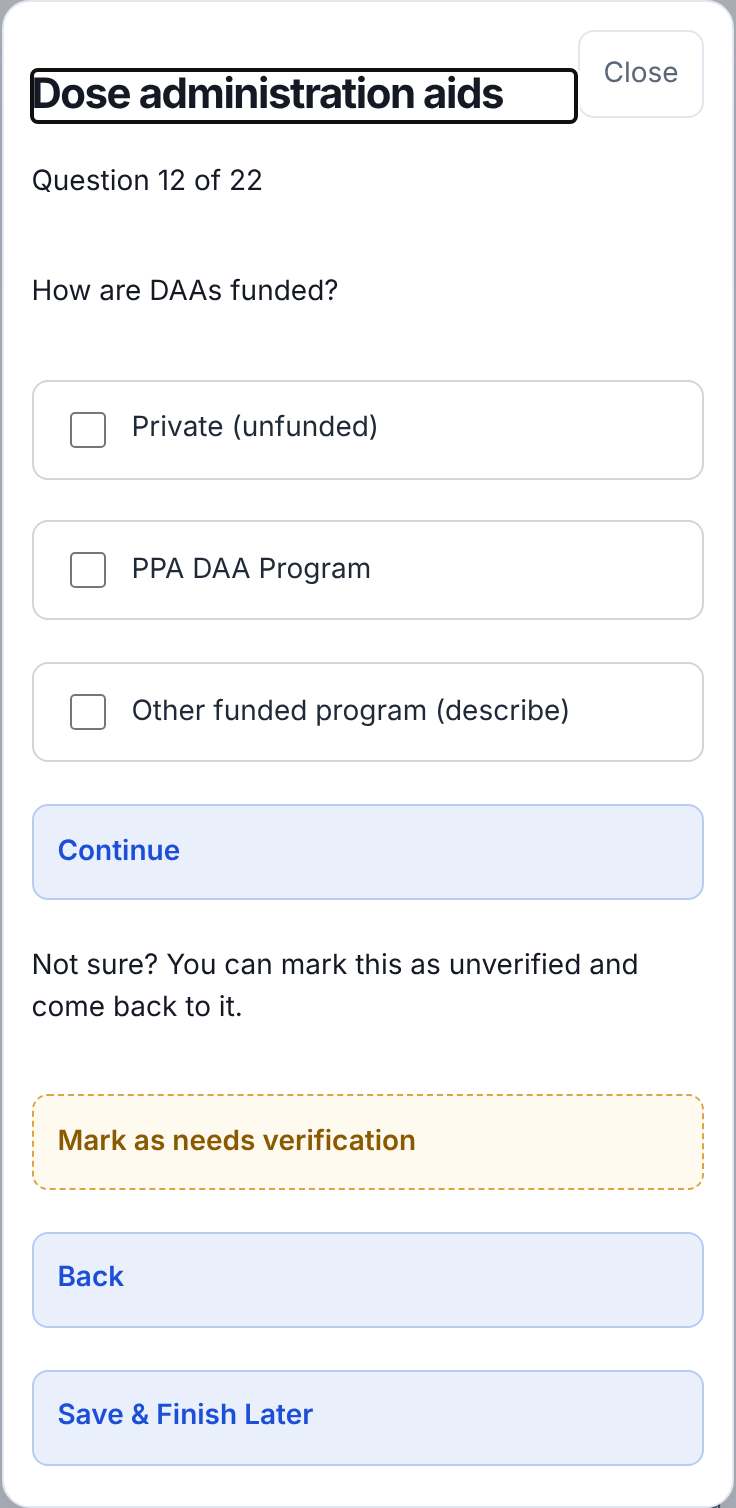 Dose administration aids
Close
Question 12 of 22
How are DAAs funded?
Private (unfunded)
PPA DAA Program
Other funded program (describe)
Continue
Not sure? You can mark this as unverified and
come back to it.
Mark as needs verification
Back
Save & Finish Later